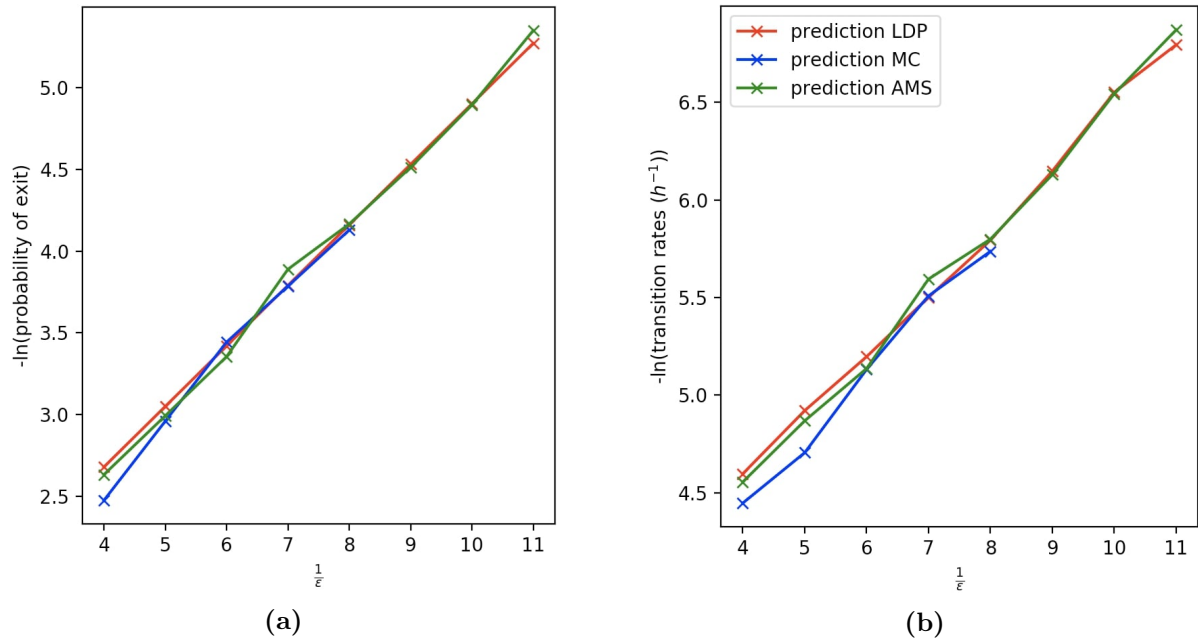 5.0
4.5
4.0
3.5
3.0
2.5
-ln(probability of exit)
4 5 6 7 8 9 10 11
1/ε
(a)
prediction LDP
prediction MC
prediction AMS
6.5
6.0
5.5
5.0
4.5
-ln(transition rates (h⁻¹))
4 5 6 7 8 9 10 11
1/ε
(b)